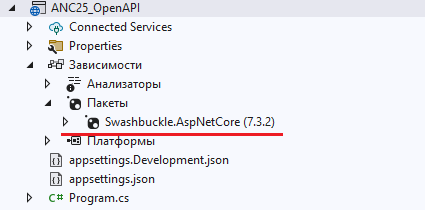 ANC25_OpenAPI
Connected Services
Properties
Зависимости
Анализаторы
Пакеты
Swashbuckle.AspNetCore (7.3.2)
Платформы
appsettings.Development.json
appsettings.json
C# Program.cs